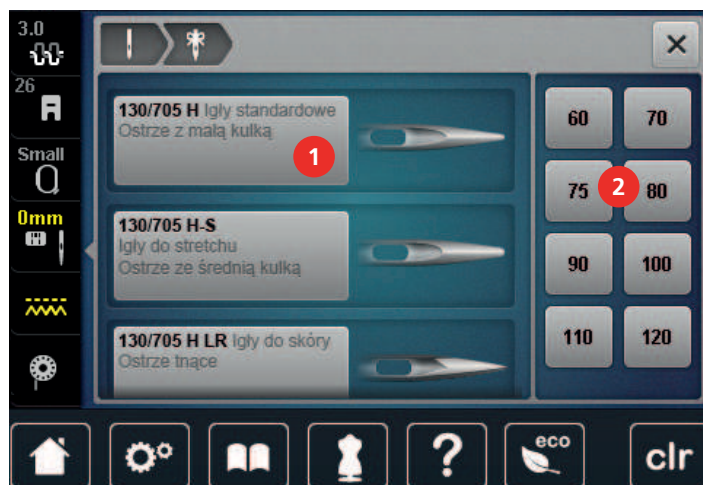 3.0
26
Small
0mm
130/705 H Igły standardowe
Ostrze z małą kulką
1
130/705 H-S
Igły do stretchu
Ostrze ze średnią kulką
130/705 H LR Igły do skóry
Ostrze tnące
60 70
75 2 80
90 100
110 120
?
eco
clr